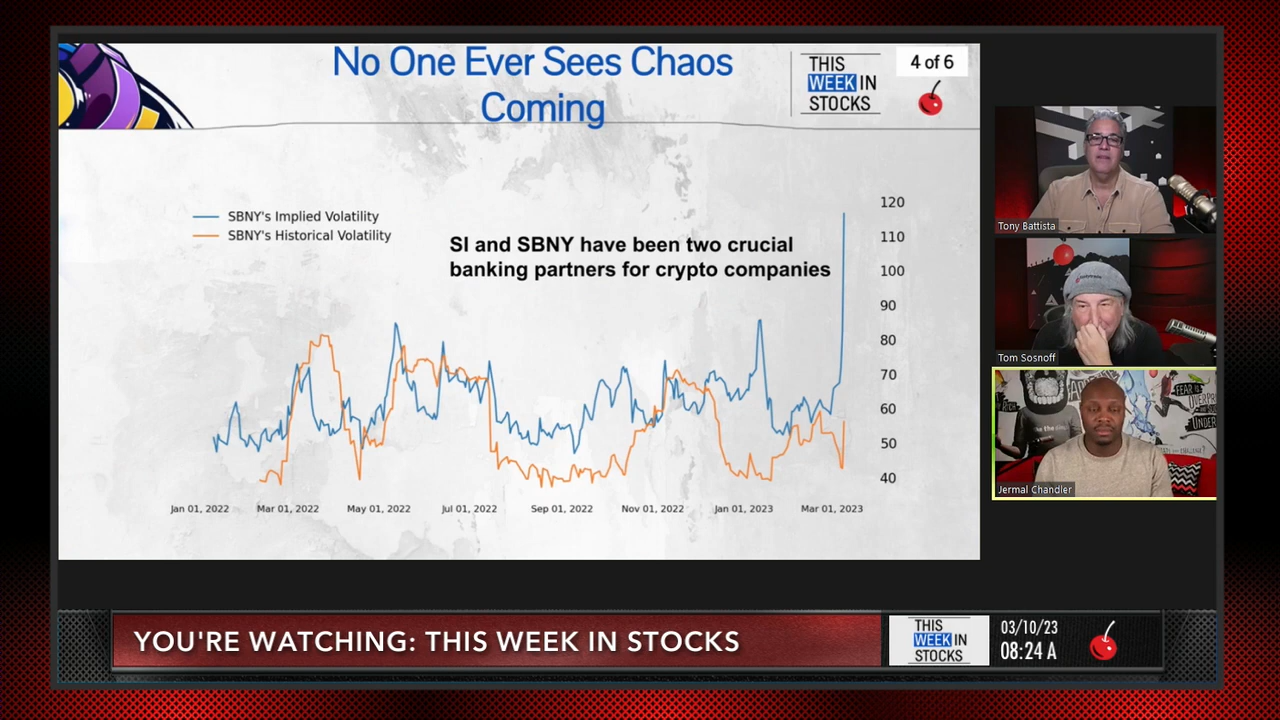 No One Ever Sees Chaos
Coming
THIS
WEEK IN
STOCKS
4 of 6
SBNY's Implied Volatility
SBNY's Historical Volatility
SI and SBNY have been two crucial
banking partners for crypto companies
120
110
100
90
80
70
60
50
40
Jan 01, 2022
Mar 01, 2022
May 01, 2022
Jul 01, 2022
Sep 01, 2022
Nov 01, 2022
Jan 01, 2023
Mar 01, 2023
Tony Battista
Tom Sosnoff
FEAR IS
UNDER
Jermal Chandler
YOU'RE WATCHING: THIS WEEK IN STOCKS
THIS
WEEK IN
STOCKS
03/10/23
08:24 A